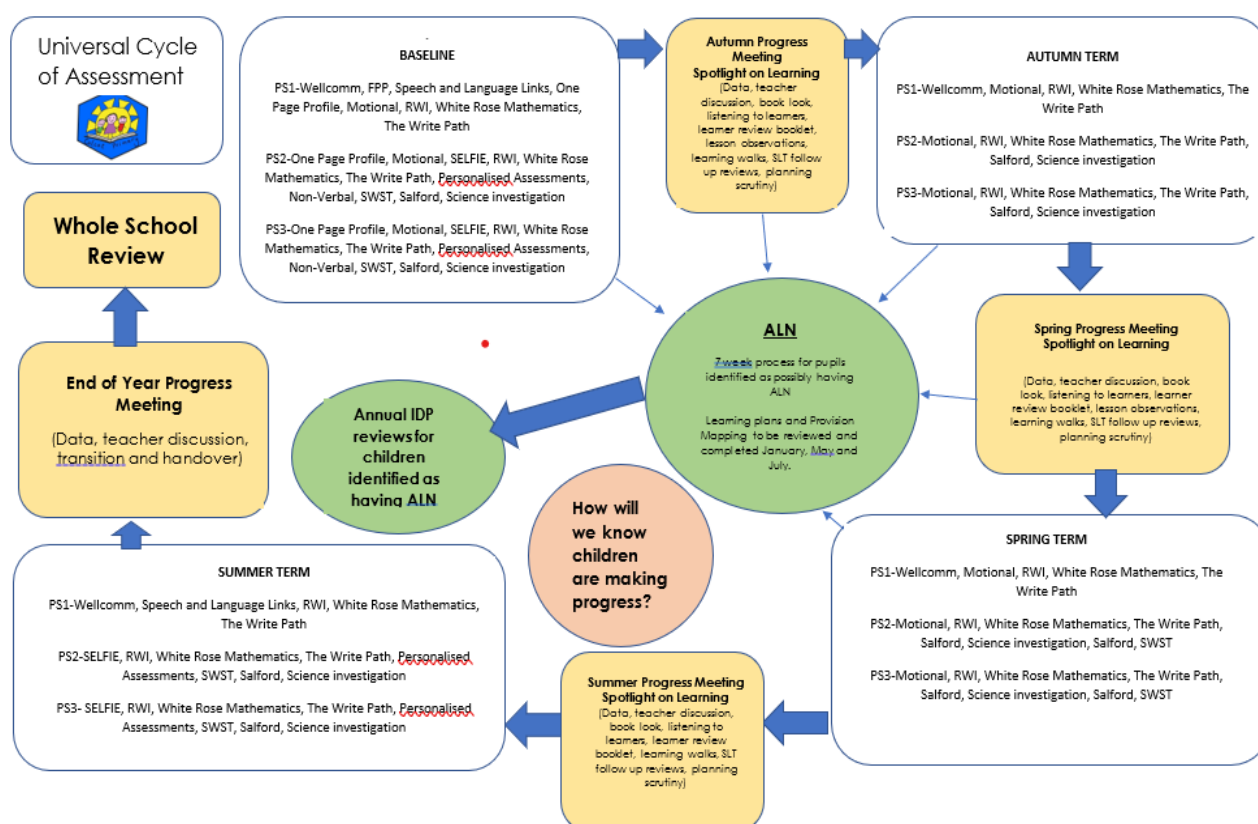 Universal Cycle
of Assessment
BASELINE
PS1-Wellcomm, FPP, Speech and Language Links, One
Page Profile, Motional, RWI, White Rose Mathematics,
The Write Path
PS2-One Page Profile, Motional, SELFIE, RWI, White Rose
Mathematics, The Write Path, Personalised Assessments,
Non-Verbal, SWST, Salford, Science investigation
PS3-One Page Profile, Motional, SELFIE, RWI, White Rose
Mathematics, The Write Path, Personalised Assessments,
Non-Verbal, SWST, Salford, Science investigation
Autumn Progress
Meeting
Spotlight on Learning
(Data, teacher
discussion, book look,
listening to learners,
learner review booklet,
lesson observations,
learning walks, SLT follow
up reviews, planning
scrutiny)
AUTUMN TERM
PS1-Wellcomm, Motional, RWI, White Rose Mathematics, The
Write Path
PS2-Motional, RWI, White Rose Mathematics, The Write Path,
Salford, Science investigation
PS3-Motional, RWI, White Rose Mathematics, The Write Path,
Salford, Science investigation
Spring Progress Meeting
Spotlight on Learning
(Data, teacher discussion, book
look, listening to learners, learner
review booklet, lesson observations,
learning walks, SLT follow up reviews,
planning scrutiny)
SPRING TERM
PS1-Wellcomm, Motional, RWI, White Rose Mathematics, The
Write Path
PS2-Motional, RWI, White Rose Mathematics, The Write Path,
Salford, Science investigation, Salford, SWST
PS3-Motional, RWI, White Rose Mathematics, The Write Path,
Salford, Science investigation, Salford, SWST
Summer Progress Meeting
Spotlight on Learning
(Data, teacher discussion,
book look, listening to
learners, learner review
booklet, learning walks, SLT
follow up reviews, planning
scrutiny)
SUMMER TERM
PS1-Wellcomm, Speech and Language Links, RWI, White Rose Mathematics,
The Write Path
PS2-SELFIE, RWI, White Rose Mathematics, The Write Path, Personalised
Assessments, SWST, Salford, Science investigation
PS3- SELFIE, RWI, White Rose Mathematics, The Write Path, Personalised
Assessments, SWST, Salford, Science investigation
End of Year Progress
Meeting
(Data, teacher discussion,
transition and handover)
Whole School
Review
ALN
7 week process for pupils
identified as possibly having
ALN
Learning plans and Provision
Mapping to be reviewed and
completed January, May and
July.
Annual IDP
reviews for
children
identified as
having ALN
How will
we know
children
are making
progress?